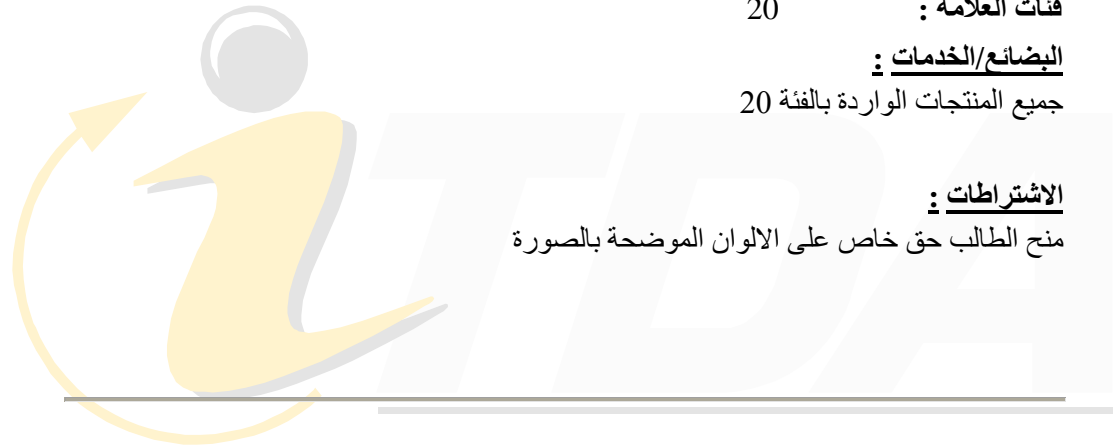 فئات العلامة : 20
البضائع/الخدمات :
جميع المنتجات الواردة بالفئة 20
الاشتراطات :
منح الطالب حق خاص على الالوان الموضحة بالصورة
iTDA